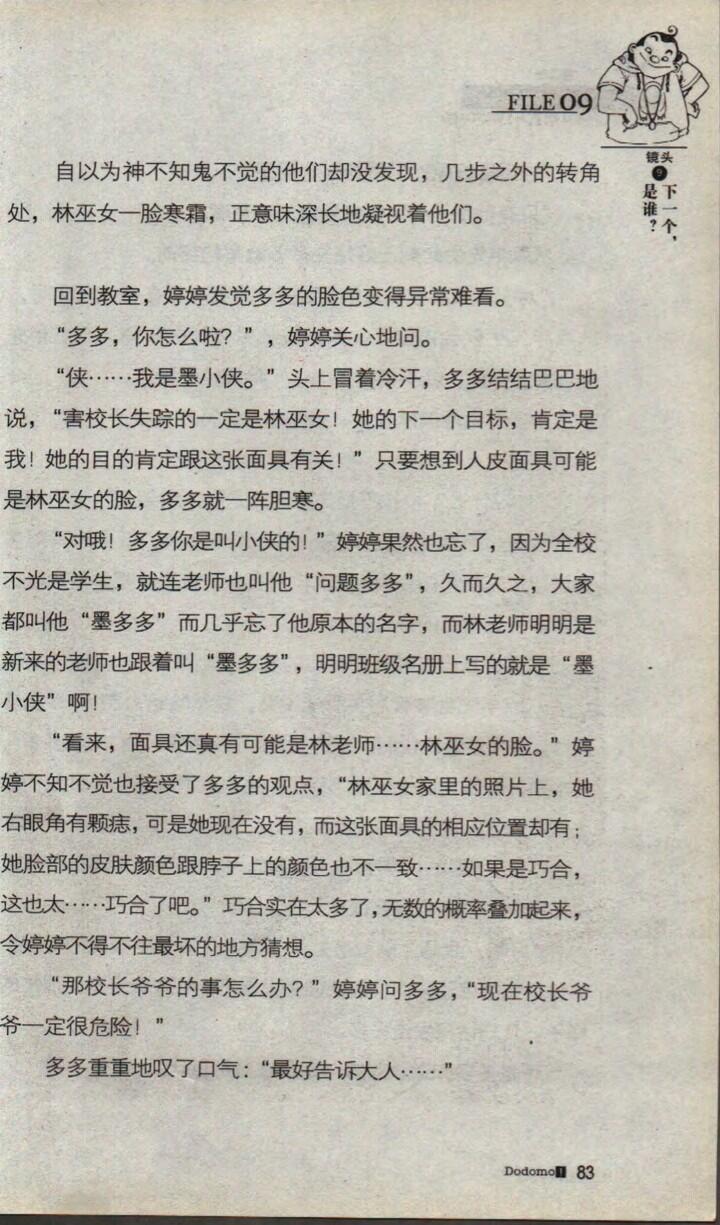 FILE 09
镜头
9
下一个，
是谁？
自以为神不知鬼不觉的他们却没发现，几步之外的转角
处，林巫女一脸寒霜，正意味深长地凝视着他们。
回到教室，婷婷发觉多多的脸色变得异常难看。
“多多，你怎么啦？”，婷婷关心地问。
“侠……我是墨小侠。”头上冒着冷汗，多多结结巴巴地
说，“害校长失踪的一定是林巫女！她的下一个目标，肯定是
我！她的目的肯定跟这张面具有关！”只要想到人皮面具可能
是林巫女的脸，多多就一阵胆寒。
“对哦！多多你是叫小侠的！”婷婷果然也忘了，因为全校
不光是学生，就连老师也叫他“问题多多”，久而久之，大家
都叫他“墨多多”而几乎忘了他原本的名字，而林老师明明是
新来的老师也跟着叫“墨多多”，明明班级名册上写的就是“墨
小侠”啊！
“看来，面具还真有可能是林老师……林巫女的脸。”婷
婷不知不觉也接受了多多的观点，“林巫女家里的照片上，她
右眼角有颗痣，可是她现在没有，而这张面具的相应位置却有；
她脸部的皮肤颜色跟脖子上的颜色也不一致……如果是巧合，
这也太……巧合了吧。”巧合实在太多了，无数的概率叠加起来，
令婷婷不得不往最坏的地方猜想。
“那校长爷爷的事怎么办？”婷婷问多多，“现在校长爷
爷一定很危险！”
多多重重地叹了口气：“最好告诉大人……”
Dodomo 1 83